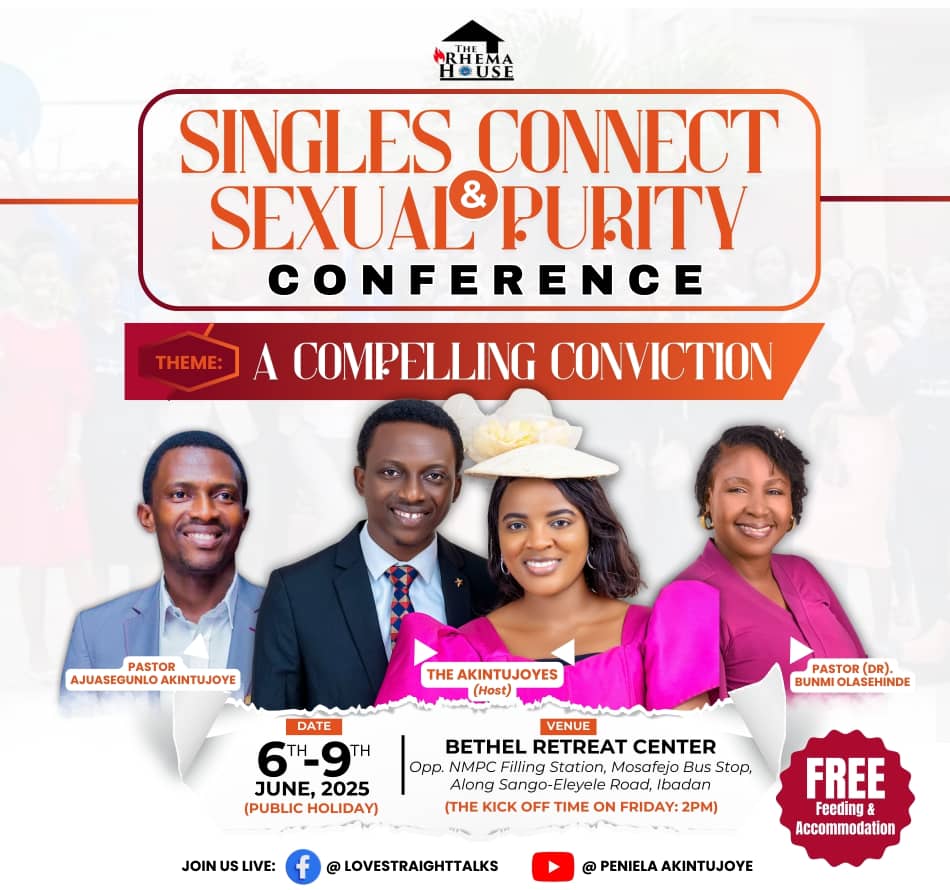 THE
RHEMA
HOUSE
SINGLES CONNECT
&
SEXUAL PURITY
CONFERENCE
THEME: A COMPELLING CONVICTION
PASTOR
AJUASEGUNLO AKINTUJOYE
THE AKINTUJOYES
(Host)
PASTOR (DR).
BUNMI OLASEHINDE
DATE
6TH-9TH
JUNE, 2025
(PUBLIC HOLIDAY)
VENUE
BETHEL RETREAT CENTER
Opp. NMPC Filling Station, Mosafejo Bus Stop,
Along Sango-Eleyele Road, Ibadan
(THE KICK OFF TIME ON FRIDAY: 2PM)
FREE
Feeding &
Accommodation
JOIN US LIVE: @ LOVESTRAIGHTTALKS @ PENIELA AKINTUJOYE